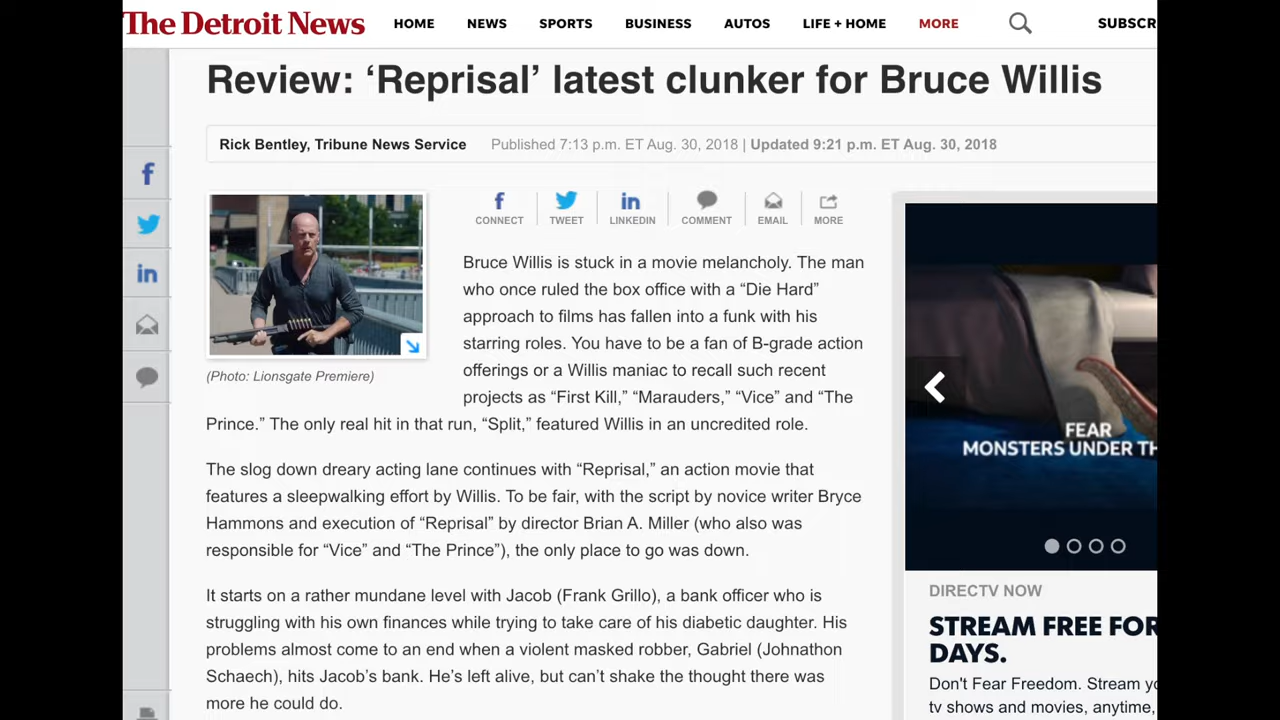 The Detroit News HOME NEWS SPORTS BUSINESS AUTOS LIFE + HOME MORE SUBSCR
Review: ‘Reprisal’ latest clunker for Bruce Willis
Rick Bentley, Tribune News Service Published 7:13 p.m. ET Aug. 30, 2018 | Updated 9:21 p.m. ET Aug. 30, 2018
CONNECT TWEET LINKEDIN COMMENT EMAIL MORE
(Photo: Lionsgate Premiere)
Bruce Willis is stuck in a movie melancholy. The man
who once ruled the box office with a “Die Hard”
approach to films has fallen into a funk with his
starring roles. You have to be a fan of B-grade action
offerings or a Willis maniac to recall such recent
projects as “First Kill,” “Marauders,” “Vice” and “The
Prince.” The only real hit in that run, “Split,” featured Willis in an uncredited role.
The slog down dreary acting lane continues with “Reprisal,” an action movie that
features a sleepwalking effort by Willis. To be fair, with the script by novice writer Bryce
Hammons and execution of “Reprisal” by director Brian A. Miller (who also was
responsible for “Vice” and “The Prince”), the only place to go was down.
It starts on a rather mundane level with Jacob (Frank Grillo), a bank officer who is
struggling with his own finances while trying to take care of his diabetic daughter. His
problems almost come to an end when a violent masked robber, Gabriel (Johnathon
Schaech), hits Jacob’s bank. He’s left alive, but can’t shake the thought there was
more he could do.
FEAR
MONSTERS UNDER TH
DIRECTV NOW
STREAM FREE FOR
DAYS.
Don't Fear Freedom. Stream yo
tv shows and movies, anytime,